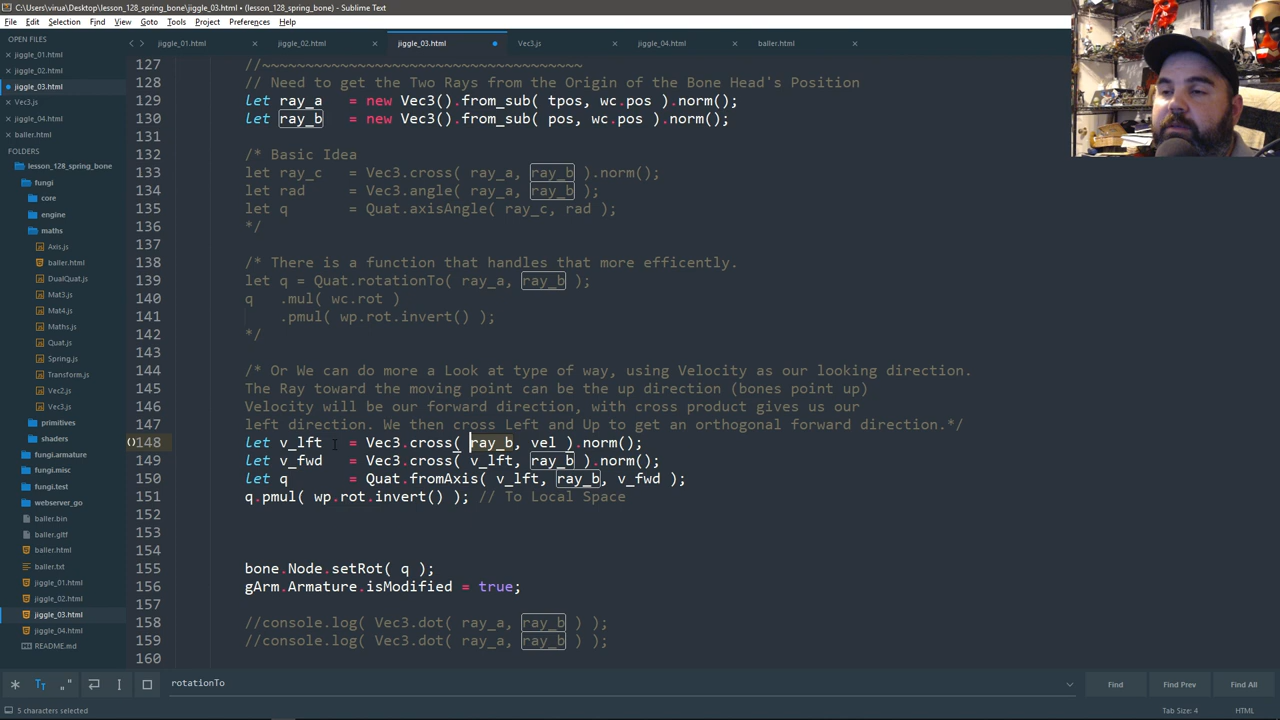 C:\Users\virua\Desktop\lesson_128_spring_bone\jiggle_03.html • (lesson_128_spring_bone) - Sublime Text
File Edit Selection Find View Goto Tools Project Preferences Help
OPEN FILES
jiggle_01.html
jiggle_02.html
jiggle_03.html
Vec3.js
jiggle_04.html
baller.html
FOLDERS
lesson_128_spring_bone
fungi
core
engine
maths
Axis.js
baller.html
DualQuat.js
Mat3.js
Mat4.js
Maths.js
Quat.js
Spring.js
Transform.js
Vec2.js
Vec3.js
primitives
shaders
fungi.armature
fungi.misc
fungi.test
webserver_go
baller.bin
baller.gltf
baller.html
baller.txt
jiggle_01.html
jiggle_02.html
jiggle_03.html
jiggle_04.html
README.md
jiggle_01.html × jiggle_02.html × jiggle_03.html Vec3.js × jiggle_04.html × baller.html ×
127 //~~~~~~~~~~~~~~~~~~~~~~~~~~~~~~~~~~~~~
128 // Need to get the Two Rays from the Origin of the Bone Head's Position
129 let ray_a = new Vec3().from_sub( tpos, wc.pos ).norm();
130 let ray_b = new Vec3().from_sub( pos, wc.pos ).norm();
131
132 /* Basic Idea
133 let ray_c = Vec3.cross( ray_a, ray_b ).norm();
134 let rad = Vec3.angle( ray_a, ray_b );
135 let q = Quat.axisAngle( ray_c, rad );
136 */
137
138 /* There is a function that handles that more efficently.
139 let q = Quat.rotationTo( ray_a, ray_b );
140 q .mul( wc.rot )
141 .pmul( wp.rot.invert() );
142 */
143
144 /* Or We can do more a Look at type of way, using Velocity as our looking direction.
145 The Ray toward the moving point can be the up direction (bones point up)
146 Velocity will be our forward direction, with cross product gives us our
147 left direction. We then cross Left and Up to get an orthogonal forward direction.*/
148 let v_lft = Vec3.cross( ray_b, vel ).norm();
149 let v_fwd = Vec3.cross( v_lft, ray_b ).norm();
150 let q = Quat.fromAxis( v_lft, ray_b, v_fwd );
151 q.pmul( wp.rot.invert() ); // To Local Space
152
153
154
155 bone.Node.setRot( q );
156 gArm.Armature.isModified = true;
157
158 //console.log( Vec3.dot( ray_a, ray_b ) );
159 //console.log( Vec3.dot( ray_a, ray_b ) );
160
rotationTo
Find Find Prev Find All
5 characters selected
Tab Size: 4 HTML